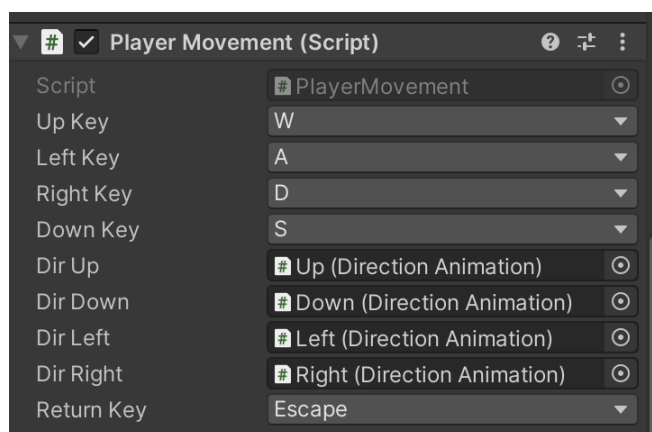 # Player Movement (Script)
Script # PlayerMovement
Up Key W
Left Key A
Right Key D
Down Key S
Dir Up # Up (Direction Animation)
Dir Down # Down (Direction Animation)
Dir Left # Left (Direction Animation)
Dir Right # Right (Direction Animation)
Return Key Escape